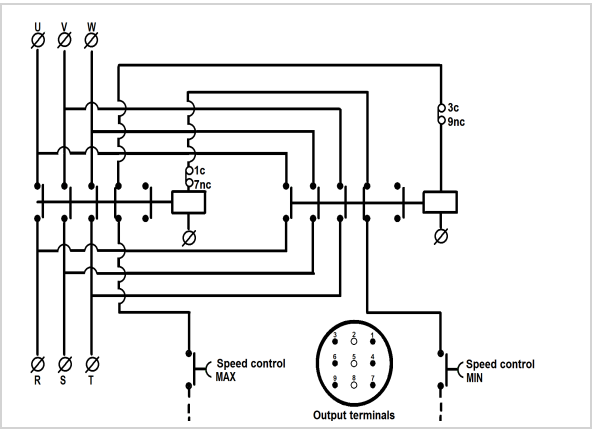 U V W
3c
9nc
1c
7nc
3 2 1
6 5 4
9 8 7
R S T
Speed control
MAX
Output terminals
Speed control
MIN